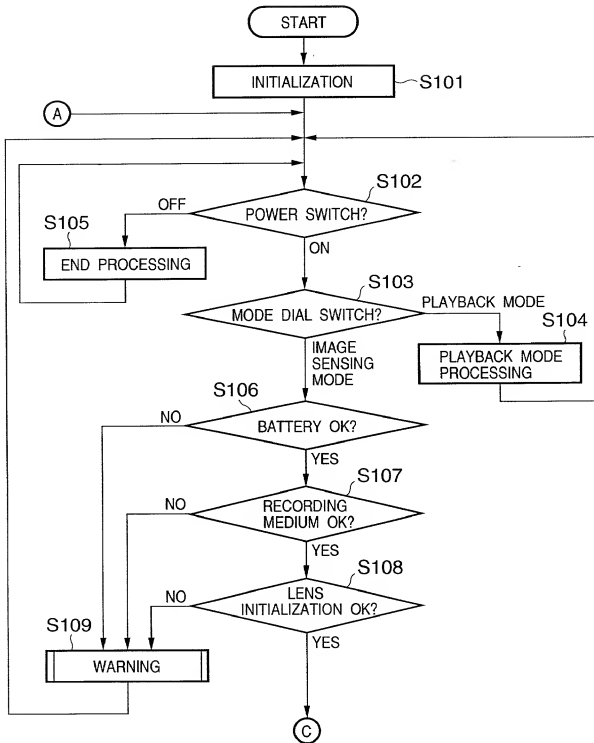 START
INITIALIZATION
S101
A
S102
POWER SWITCH?
OFF
ON
S105
END PROCESSING
S103
MODE DIAL SWITCH?
PLAYBACK MODE
S104
PLAYBACK MODE
PROCESSING
IMAGE
SENSING
MODE
S106
BATTERY OK?
NO
YES
S107
RECORDING
MEDIUM OK?
NO
YES
S108
LENS
INITIALIZATION OK?
NO
YES
S109
WARNING
C